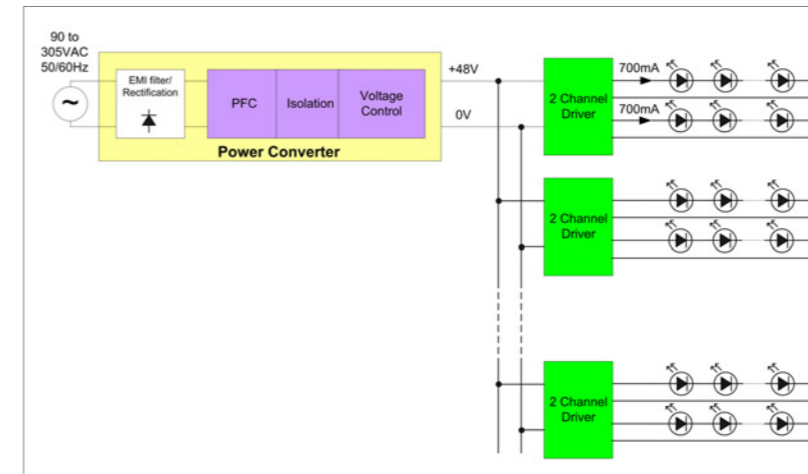 90 to
305VAC
50/60Hz
~
EMI filter/
Rectification
PFC
Isolation
Voltage
Control
Power Converter
+48V
0V
2 Channel
Driver
700mA
700mA
2 Channel
Driver
2 Channel
Driver